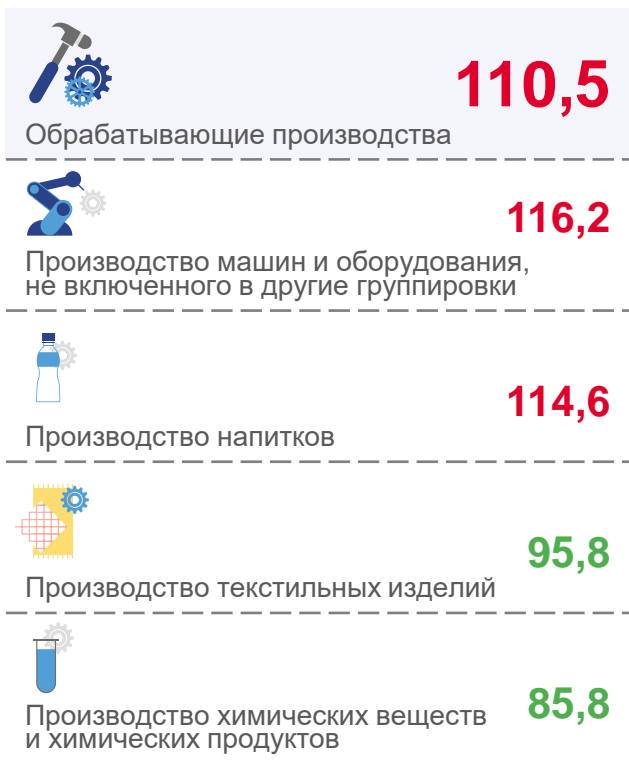 110,5
Обрабатывающие производства
116,2
Производство машин и оборудования,
не включенного в другие группировки
114,6
Производство напитков
95,8
Производство текстильных изделий
85,8
Производство химических веществ
и химических продуктов